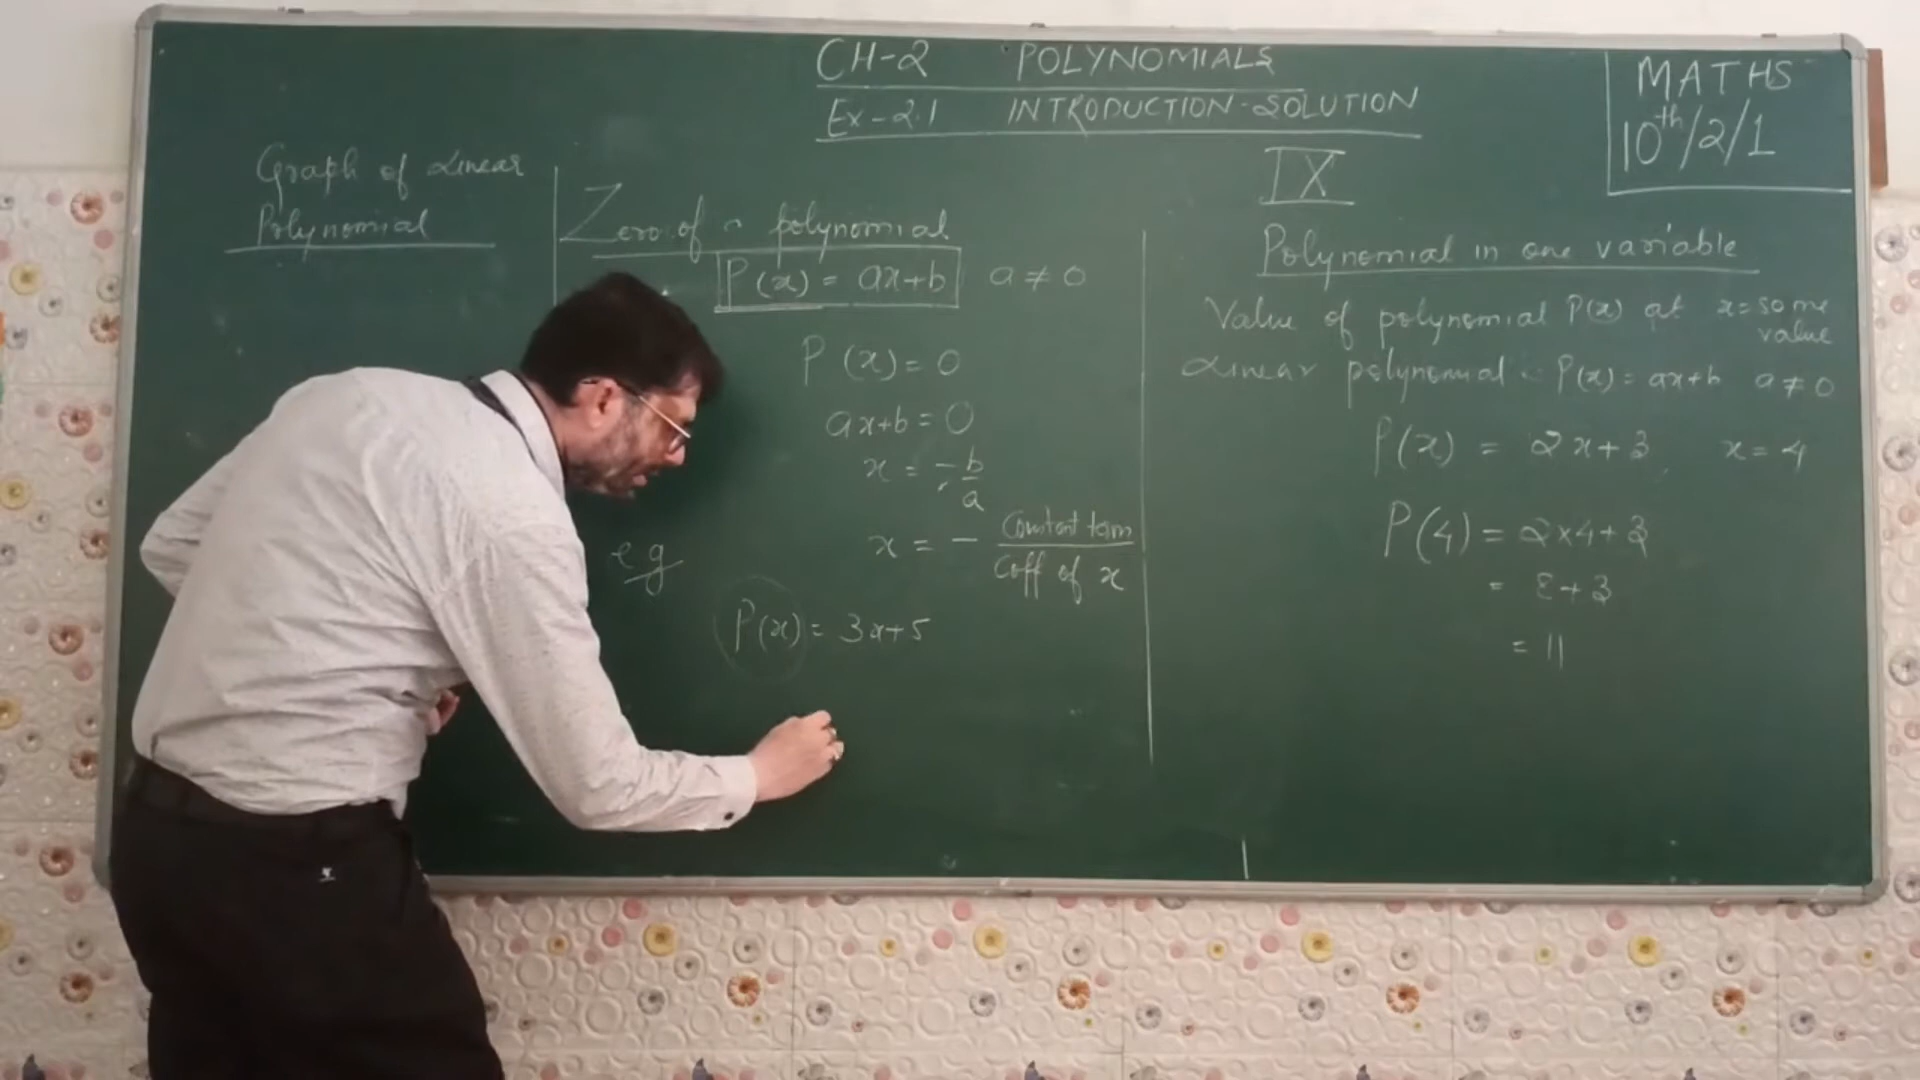 CH-2 POLYNOMIALS
Ex-2.1 INTRODUCTION-SOLUTION
MATHS
10th/2/1
IX
Graph of Linear
Polynomial
Zero of a polynomial
P(x) = ax+b a ≠ 0
P(x) = 0
ax+b = 0
x = -b/a
x = - Constant term / Coff of x
e.g
P(x) = 3x+5
Polynomial in one variable
Value of polynomial P(x) at x = some
value
Linear polynomial : P(x) = ax+b a ≠ 0
P(x) = 2x+3, x = 4
P(4) = 2×4+3
= 8+3
= 11